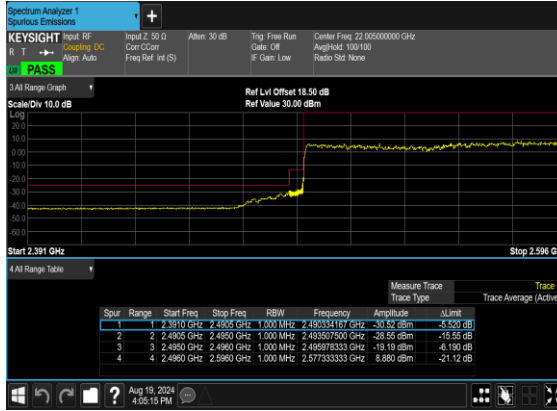 Spectrum Analyzer 1
Spurious Emissions
KEYSIGHT Input: RF Input Z: 50 Ω Atten: 30 dB Trig: Free Run Center Freq: 22.005000000 GHz
R T Coupling: DC Corr CCorr Gate: Off Avg|Hold: 100/100
Align: Auto Freq Ref: Int (S) IF Gain: Low Radio Std: None
PASS
3 All Range Graph
Ref Lvl Offset 18.50 dB
Scale/Div 10.0 dB Ref Value 30.00 dBm
Log
20.0
10.0
0.00
-10.0
-20.0
-30.0
-40.0
-50.0
-60.0
Start 2.391 GHz Stop 2.596 G
4 All Range Table
Measure Trace Trace
Trace Type Trace Average (Active
Spur Range Start Freq Stop Freq RBW Frequency Amplitude ΔLimit
1 1 2.3910 GHz 2.4905 GHz 1.000 MHz 2.490334167 GHz -30.52 dBm -5.520 dB
2 2 2.4905 GHz 2.4950 GHz 1.000 MHz 2.493507500 GHz -28.55 dBm -15.55 dB
3 3 2.4950 GHz 2.4960 GHz 1.000 MHz 2.495978333 GHz -19.19 dBm -6.190 dB
4 4 2.4960 GHz 2.5960 GHz 1.000 MHz 2.577333333 GHz 8.880 dBm -21.12 dB
Aug 19, 2024
4:05:15 PM